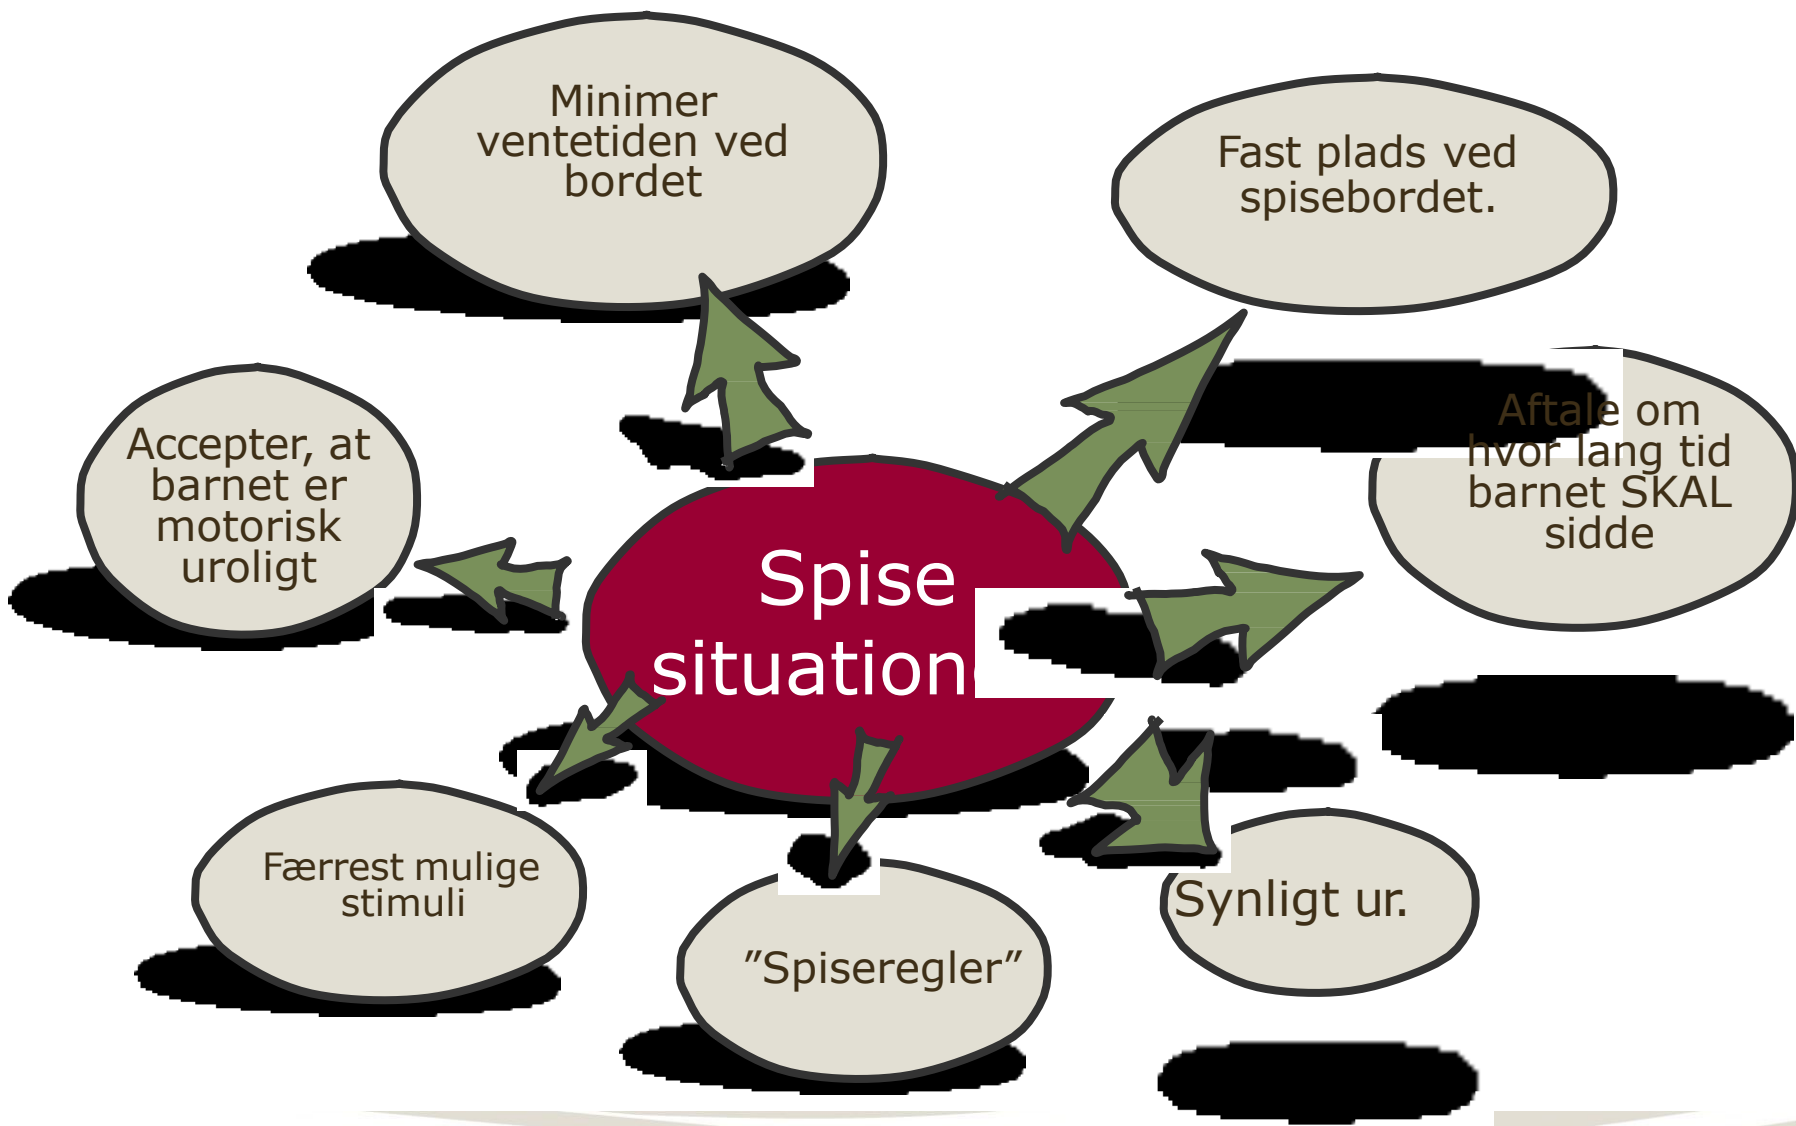 Minimer
ventetiden ved
bordet
Fast plads ved
spisebordet.
Aftale om
hvor lang tid
barnet SKAL
sidde
Accepter, at
barnet er
motorisk
uroligt
Spise
Færrest mulige
stimuli
”Spiseregler”
Synligt ur.